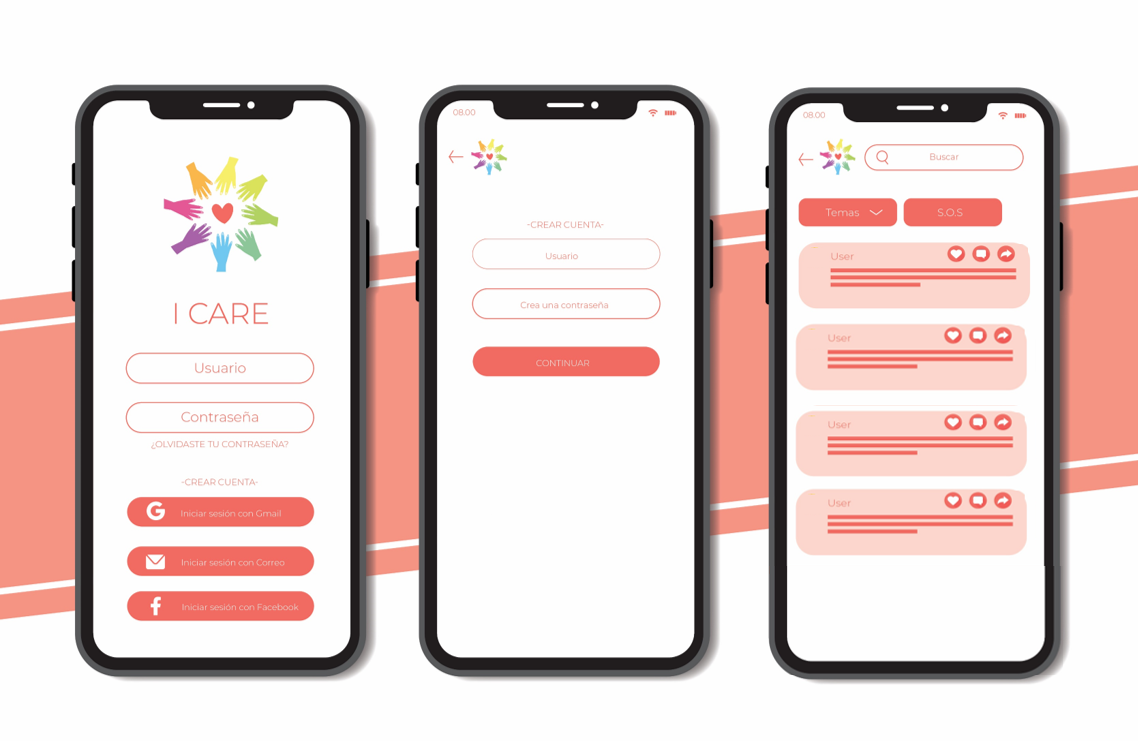 I CARE
Usuario
Contraseña
¿OLVIDASTE TU CONTRASEÑA?
-CREAR CUENTA-
G Iniciar sesión con Gmail
Iniciar sesión con Correo
f Iniciar sesión con Facebook
08.00
-CREAR CUENTA-
Usuario
Crea una contraseña
CONTINUAR
08.00
Buscar
Temas
S.O.S
User
User
User
User